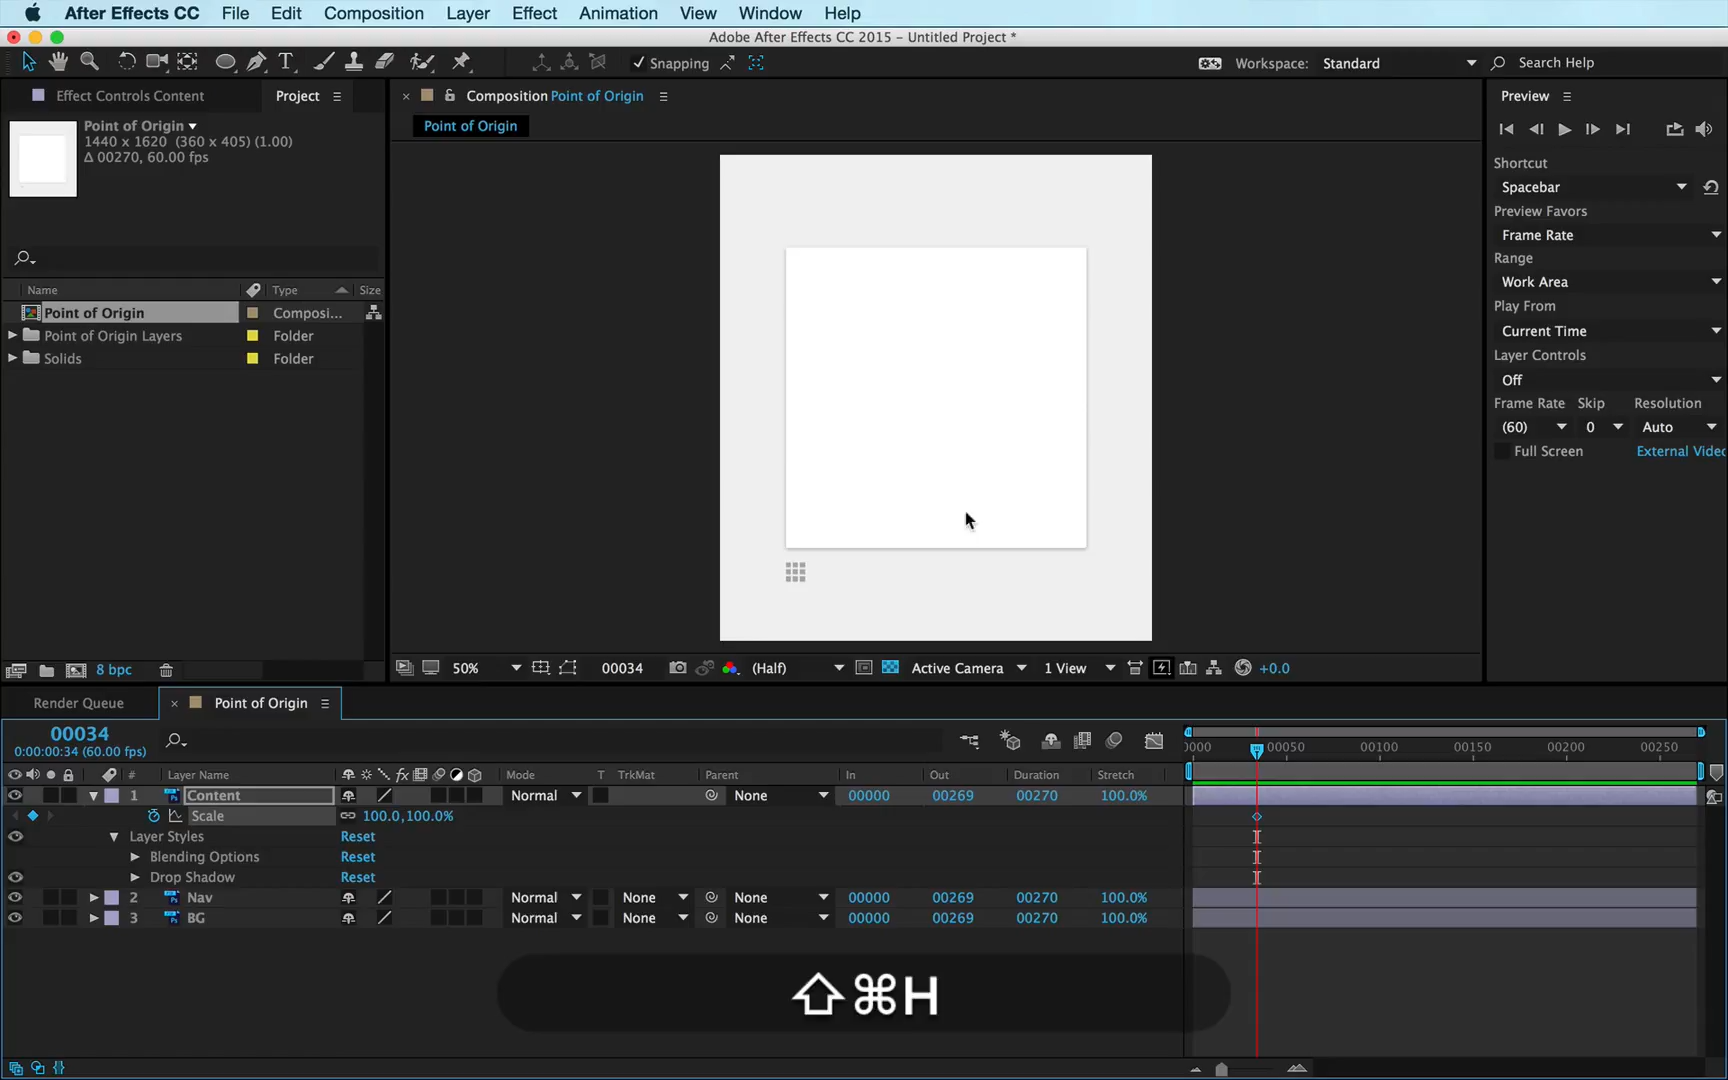 After Effects CC File Edit Composition Layer Effect Animation View Window Help
Adobe After Effects CC 2015 – Untitled Project *
Snapping
Workspace: Standard
Search Help
Effect Controls Content
Project
Composition Point of Origin
Preview
Point of Origin
1440 x 1620 (360 x 405) (1.00)
Δ 00270, 60.00 fps
Point of Origin
Shortcut
Spacebar
Preview Favors
Frame Rate
Range
Work Area
Play From
Current Time
Layer Controls
Off
Frame Rate Skip Resolution
(60) 0 Auto
Full Screen External Video
Name Type Size
Point of Origin Composi...
Point of Origin Layers Folder
Solids Folder
8 bpc
50% 00034 (Half) Active Camera 1 View +0.0
Render Queue
Point of Origin
00034
0:00:00:34 (60.00 fps)
0000 00050 00100 00150 00200 00250
# Layer Name Mode T TrkMat Parent In Out Duration Stretch
1 Content Normal None 00000 00269 00270 100.0%
Scale 100.0,100.0%
Layer Styles Reset
Blending Options Reset
Drop Shadow Reset
2 Nav Normal None None 00000 00269 00270 100.0%
3 BG Normal None None 00000 00269 00270 100.0%
⇧⌘H